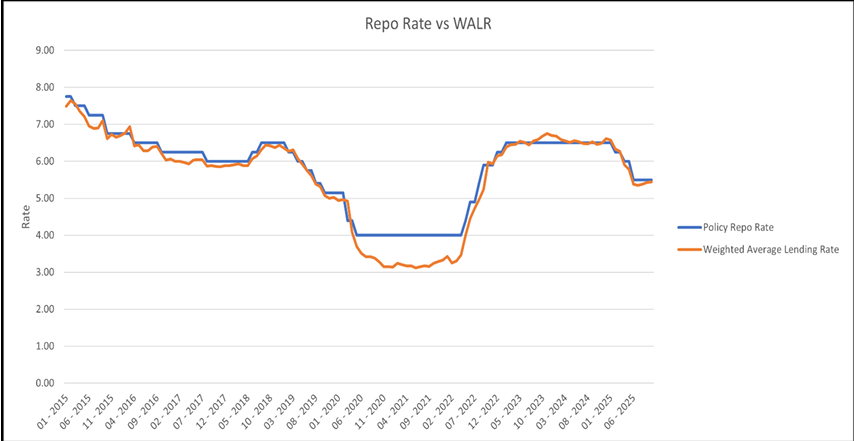 Repo Rate vs WALR
9.00
8.00
7.00
6.00
5.00
4.00
3.00
2.00
1.00
0.00
Rate
01 - 2015
06 - 2015
11 - 2015
04 - 2016
09 - 2016
02 - 2017
07 - 2017
12 - 2017
05 - 2018
10 - 2018
03 - 2019
08 - 2019
01 - 2020
06 - 2020
11 - 2020
04 - 2021
09 - 2021
02 - 2022
07 - 2022
12 - 2022
05 - 2023
10 - 2023
03 - 2024
08 - 2024
01 - 2025
06 - 2025
Policy Repo Rate
Weighted Average Lending Rate